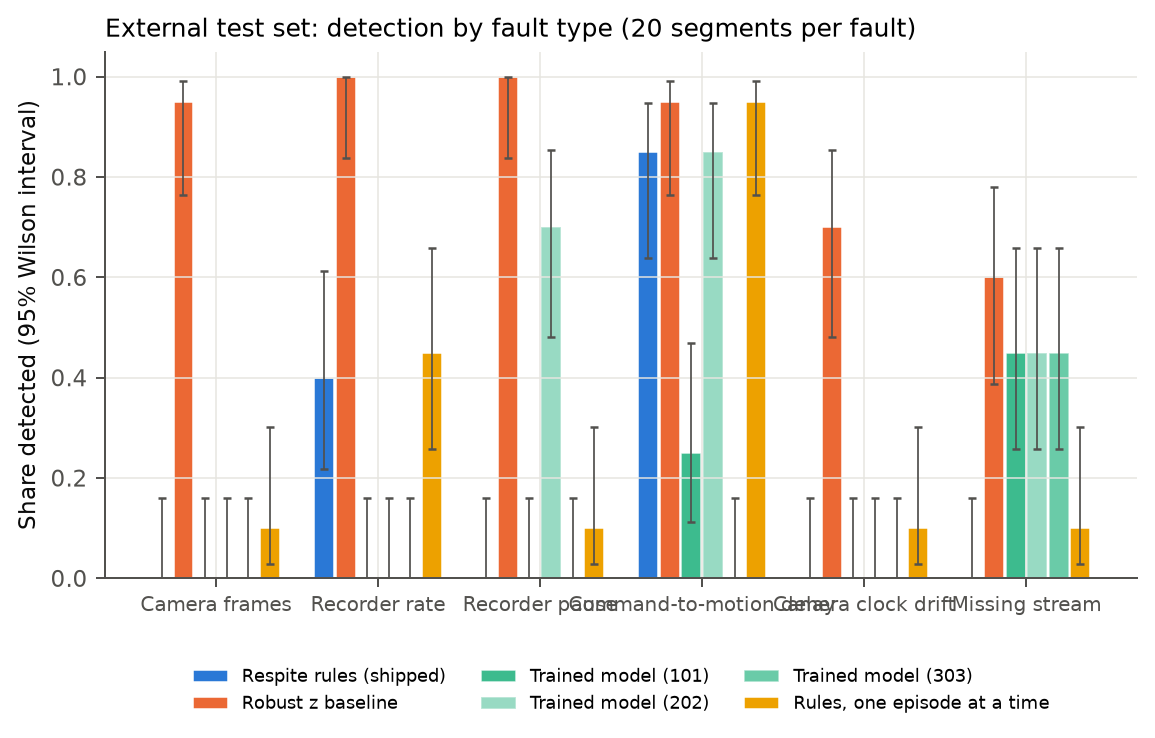 External test set: detection by fault type (20 segments per fault)
Share detected (95% Wilson interval)
1.0
0.8
0.6
0.4
0.2
0.0
Camera frames
Recorder rate
Recorder pause
Command-to-motion delay
Camera clock drift
Missing stream
Respite rules (shipped)
Robust z baseline
Trained model (101)
Trained model (202)
Trained model (303)
Rules, one episode at a time